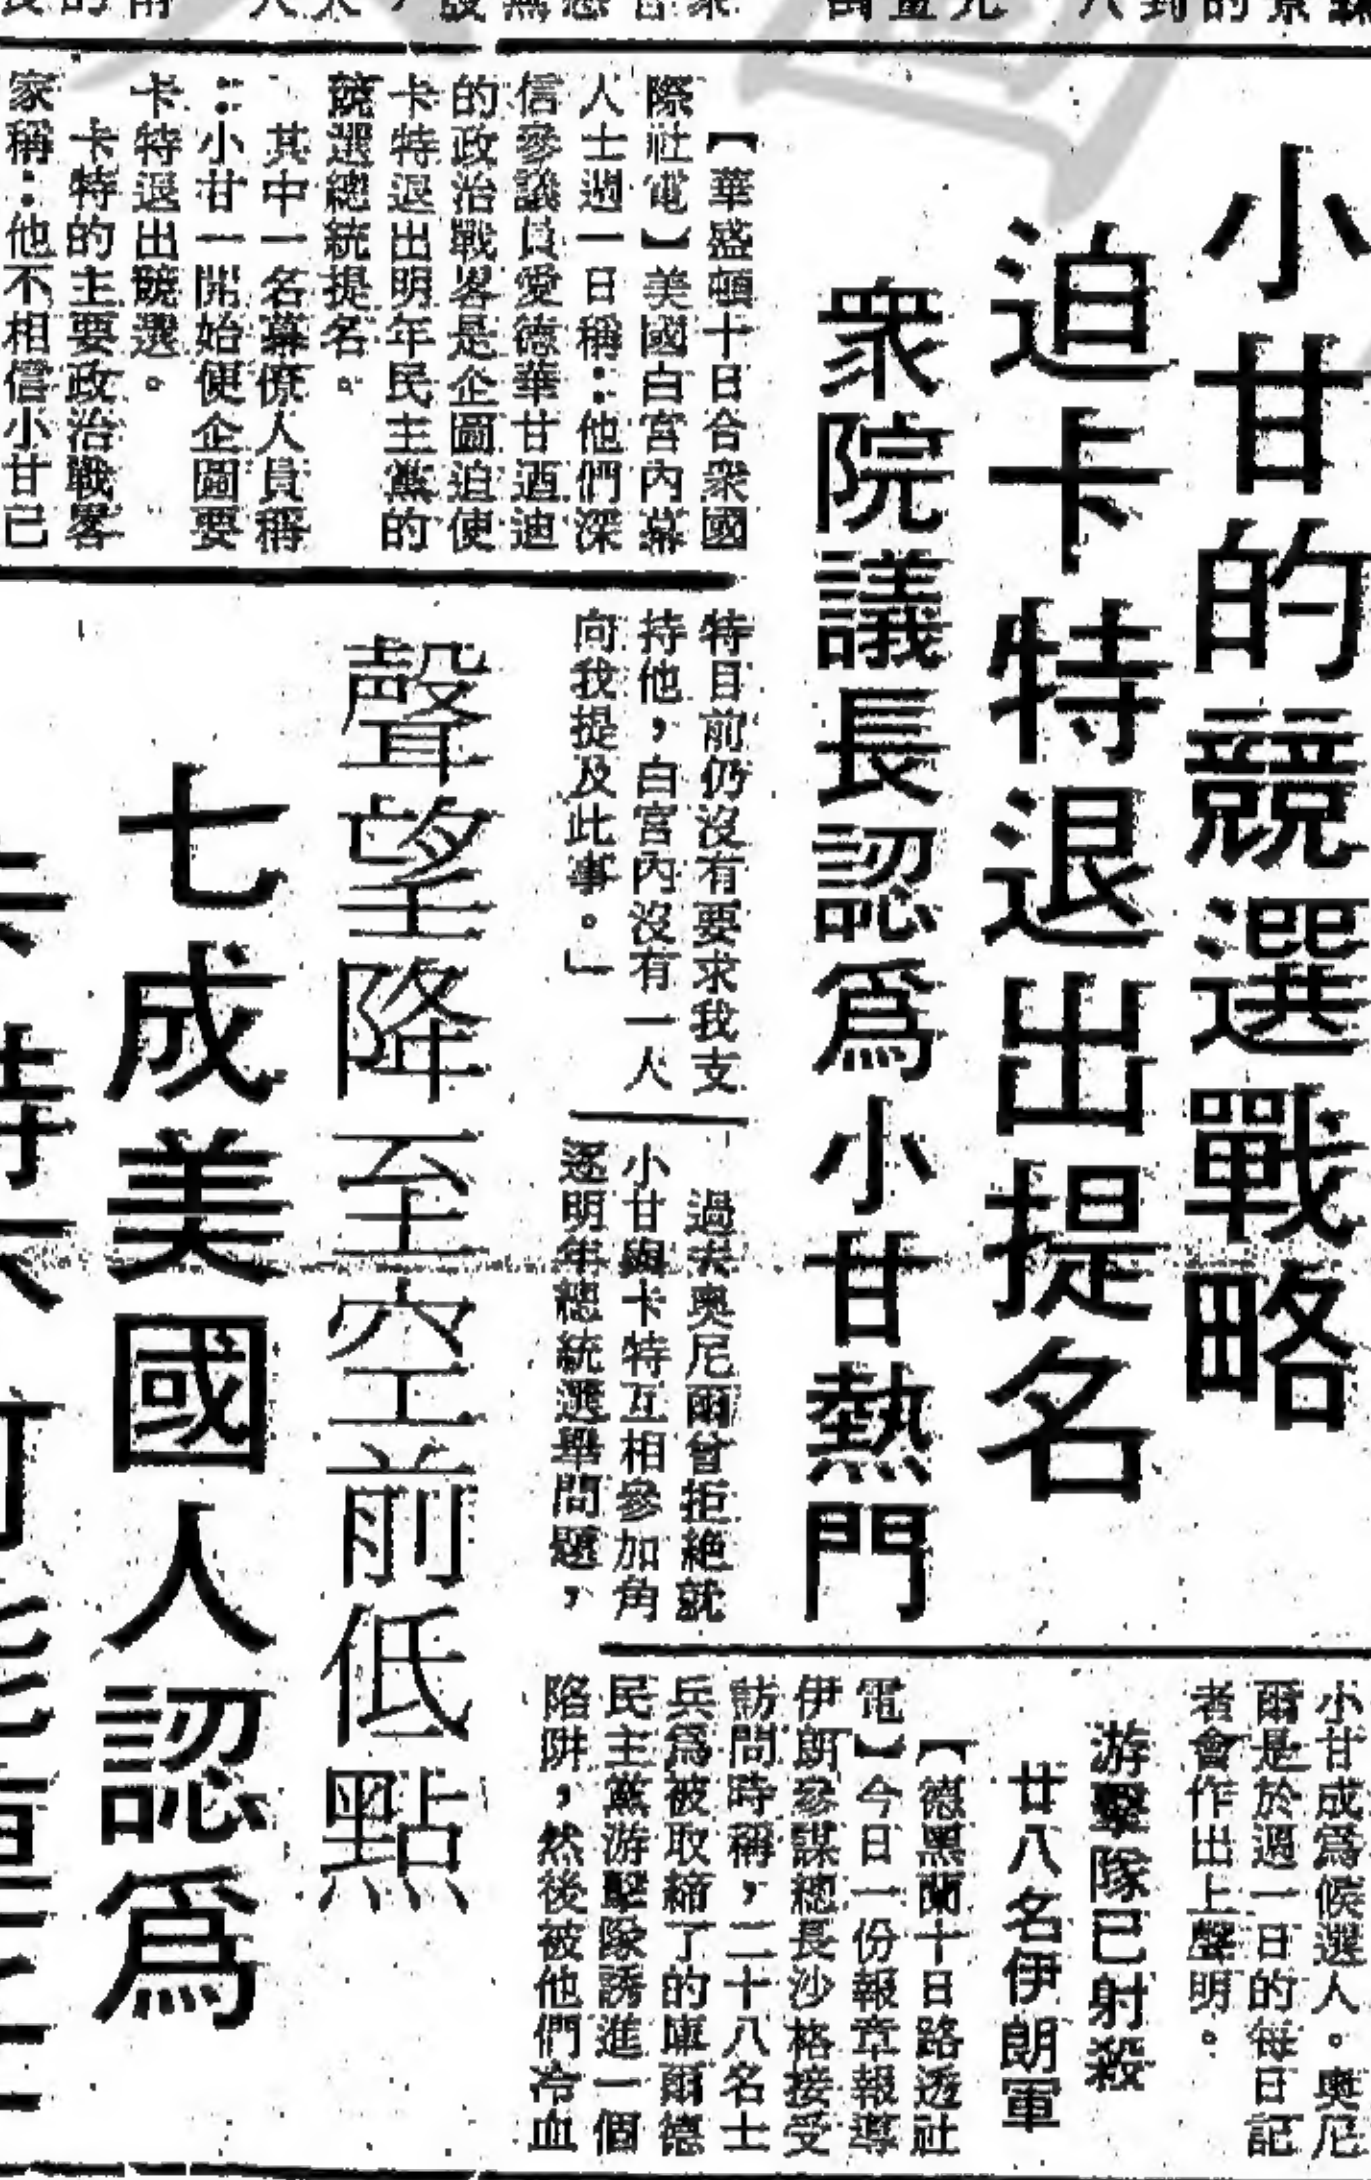 小甘的競選戰略
迫卡特退出提名
衆院議長認爲小甘熱門
【華盛頓十日合衆國
際社電】美國白宮內幕
人士週一日稱：他們深
信參議員愛德華甘迺迪
的政治戰畧是企圖迫使
卡特退出明年民主黨的
競選總統提名。
其中一名幕僚人員稱
：小甘一開始便企圖要
卡特退出競選。
卡特的主要政治戰畧
家稱：他不相信小甘已
特目前仍沒有要求我支
持他，白宮內沒有一人
向我提及此事。」
過去奧尼爾曾拒絶就
小甘與卡特互相參加角
逐明年總統選舉問題，
小甘成爲候選人。奧尼
爾是於週一日的每日記
者會作出上聲明。
游擊隊已射殺
廿八名伊朗軍
【德黑蘭十日路透社
電】今日一份報章報導
伊朗參謀總長沙格接受
訪問時稱，二十八名士
兵爲被取締了的庫爾德
民主黨游擊隊誘進一個
陷阱，然後被他們冷血
聲望降至空前低點
七成美國人認爲